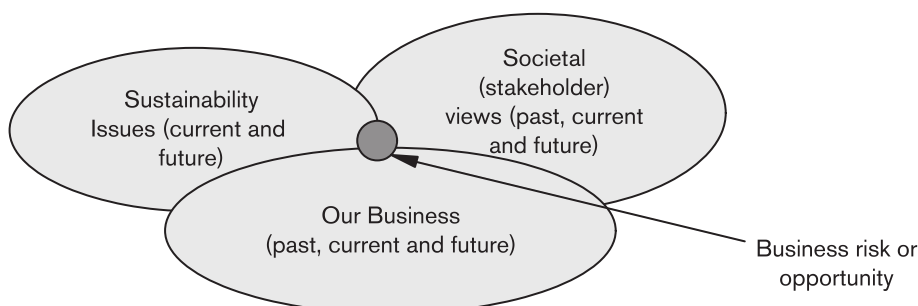 Sustainability
Issues (current and
future)
Societal
(stakeholder)
views (past, current
and future)
Our Business
(past, current and future)
Business risk or
opportunity